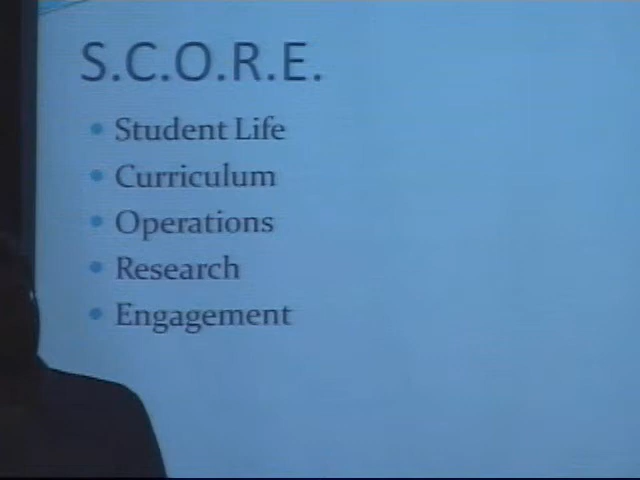 S.C.O.R.E.
Student Life
Curriculum
Operations
Research
Engagement